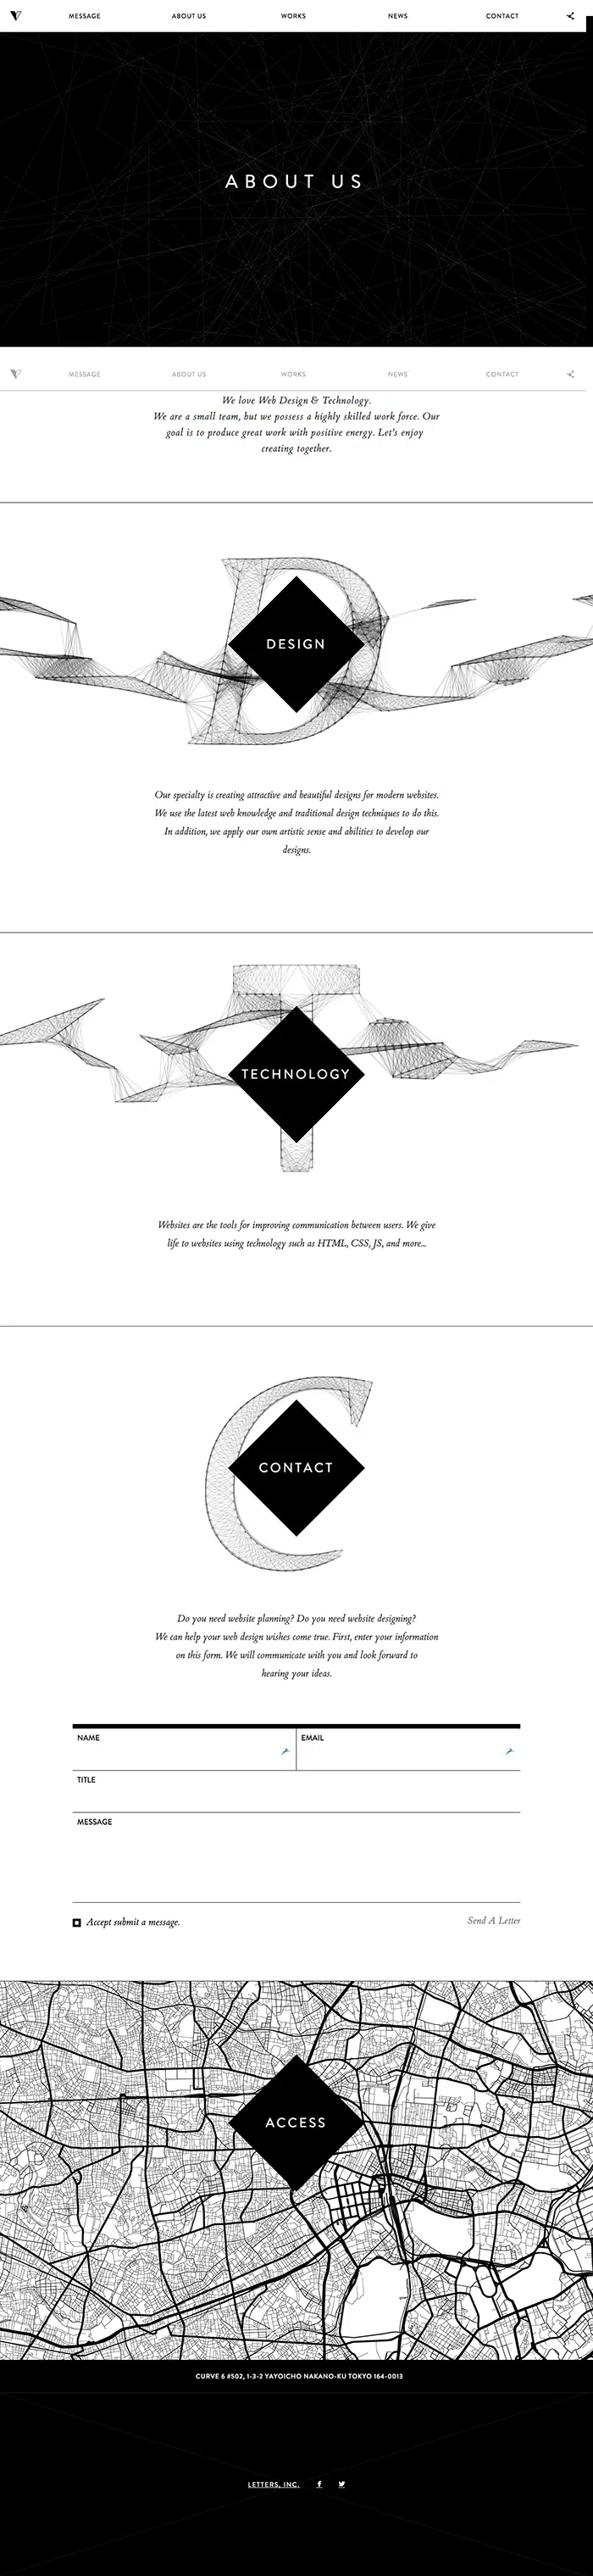 MESSAGE ABOUT US WORKS NEWS CONTACT
ABOUT US
MESSAGE ABOUT US WORKS NEWS CONTACT
We love Web Design & Technology.
We are a small team, but we possess a highly skilled work force. Our
goal is to produce great work with positive energy. Let's enjoy
creating together.
DESIGN
Our specialty is creating attractive and beautiful designs for modern websites.
We use the latest web knowledge and traditional design techniques to do this.
In addition, we apply our own artistic sense and abilities to develop our
designs.
TECHNOLOGY
Websites are the tools for improving communication between users. We give
life to websites using technology such as HTML, CSS, JS, and more...
CONTACT
Do you need website planning? Do you need website designing?
We can help your web design wishes come true. First, enter your information
on this form. We will communicate with you and look forward to
hearing your ideas.
NAME EMAIL
TITLE
MESSAGE
Accept submit a message. Send A Letter
ACCESS
CURVE 6 #502, 1-3-2 YAYOICHO NAKANO-KU TOKYO 164-0013
LETTERS, INC.